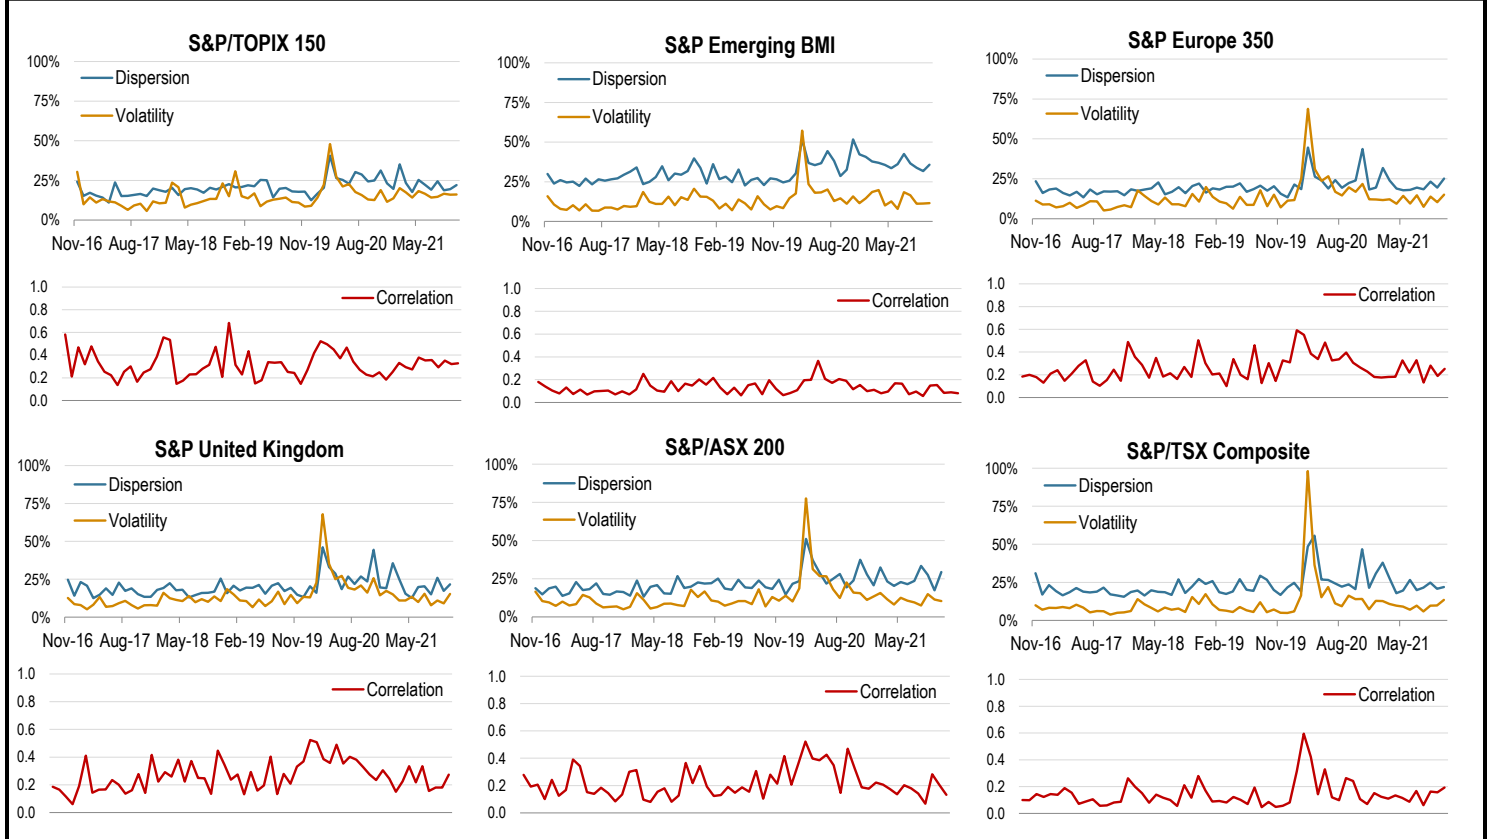 S&P/TOPIX 150
100%
Dispersion
75%
Volatility
50%
25%
0%
Nov-16 Aug-17 May-18 Feb-19 Nov-19 Aug-20 May-21
1.0
Correlation
0.8
0.6
0.4
0.2
0.0
S&P Emerging BMI
100%
Dispersion
75%
Volatility
50%
25%
0%
Nov-16 Aug-17 May-18 Feb-19 Nov-19 Aug-20 May-21
1.0
Correlation
0.8
0.6
0.4
0.2
0.0
S&P Europe 350
100%
Dispersion
75%
Volatility
50%
25%
0%
Nov-16 Aug-17 May-18 Feb-19 Nov-19 Aug-20 May-21
1.0
Correlation
0.8
0.6
0.4
0.2
0.0
S&P United Kingdom
100%
Dispersion
75%
Volatility
50%
25%
0%
Nov-16 Aug-17 May-18 Feb-19 Nov-19 Aug-20 May-21
1.0
Correlation
0.8
0.6
0.4
0.2
0.0
S&P/ASX 200
100%
Dispersion
75%
Volatility
50%
25%
0%
Nov-16 Aug-17 May-18 Feb-19 Nov-19 Aug-20 May-21
1.0
Correlation
0.8
0.6
0.4
0.2
0.0
S&P/TSX Composite
100%
Dispersion
75%
Volatility
50%
25%
0%
Nov-16 Aug-17 May-18 Feb-19 Nov-19 Aug-20 May-21
1.0
Correlation
0.8
0.6
0.4
0.2
0.0